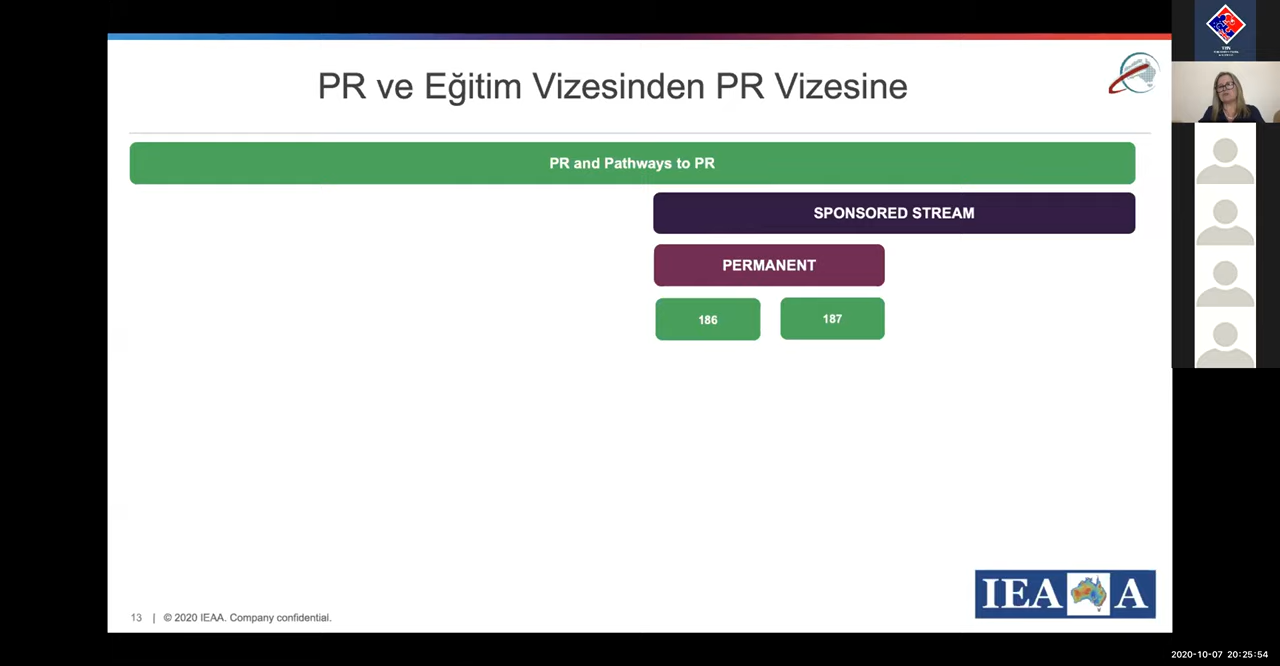 PR ve Eğitim Vizesinden PR Vizesine
PR and Pathways to PR
SPONSORED STREAM
PERMANENT
186
187
IEA A
13 | © 2020 IEAA. Company confidential.
2020-10-07 20:25:54